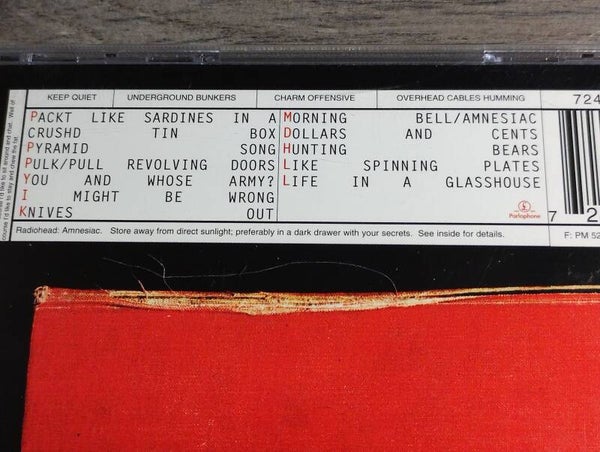 KEEP QUIET
UNDERGROUND BUNKERS
CHARM OFFENSIVE
OVERHEAD CABLES HUMMING
724
PACKT LIKE SARDINES IN A
CRUSHD TIN BOX
PYRAMID SONG
PULK/PULL REVOLVING DOORS
YOU AND WHOSE ARMY?
I MIGHT BE WRONG
KNIVES OUT
MORNING BELL/AMNESIAC
DOLLARS AND CENTS
HUNTING BEARS
LIKE SPINNING PLATES
LIFE IN A GLASSHOUSE
Parlophone
7 2
Radiohead: Amnesiac. Store away from direct sunlight; preferably in a dark drawer with your secrets. See inside for details.
F: PM 52